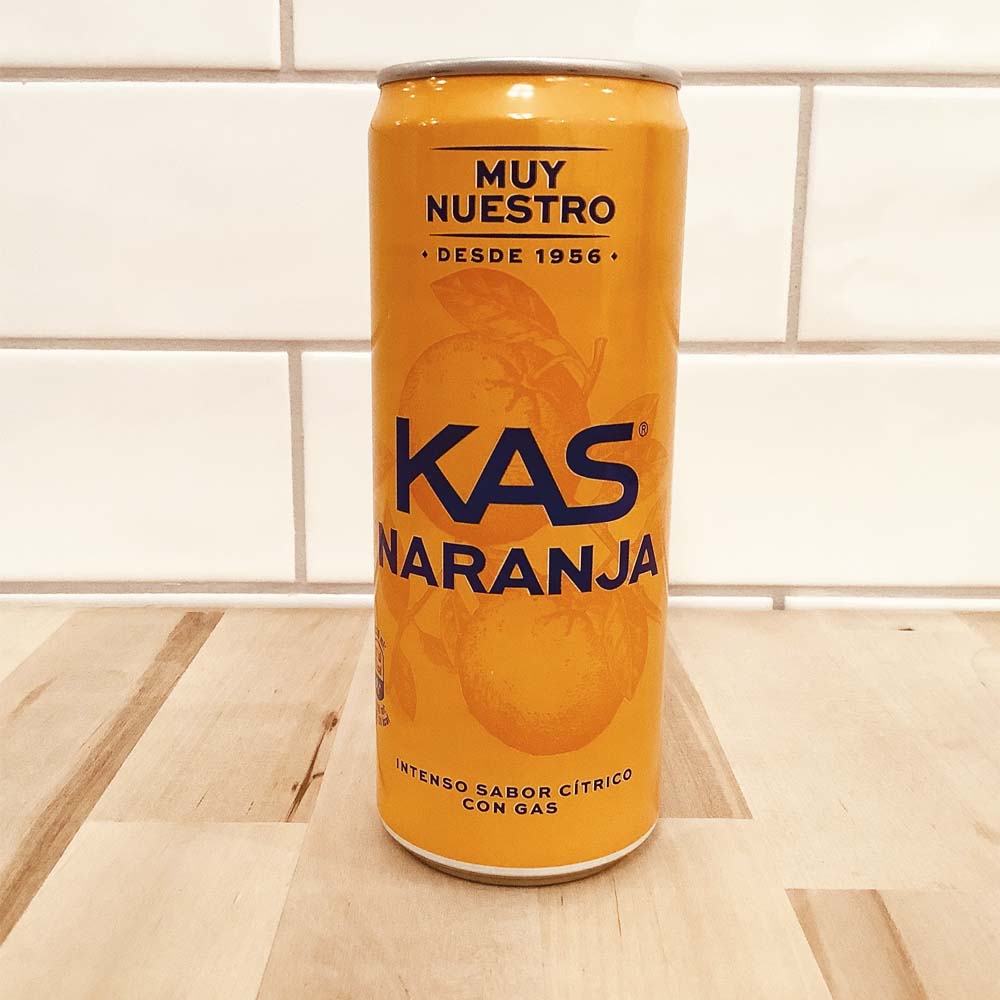 MUY
NUESTRO
DESDE 1956
KAS®
NARANJA
INTENSO SABOR CÍTRICO
CON GAS